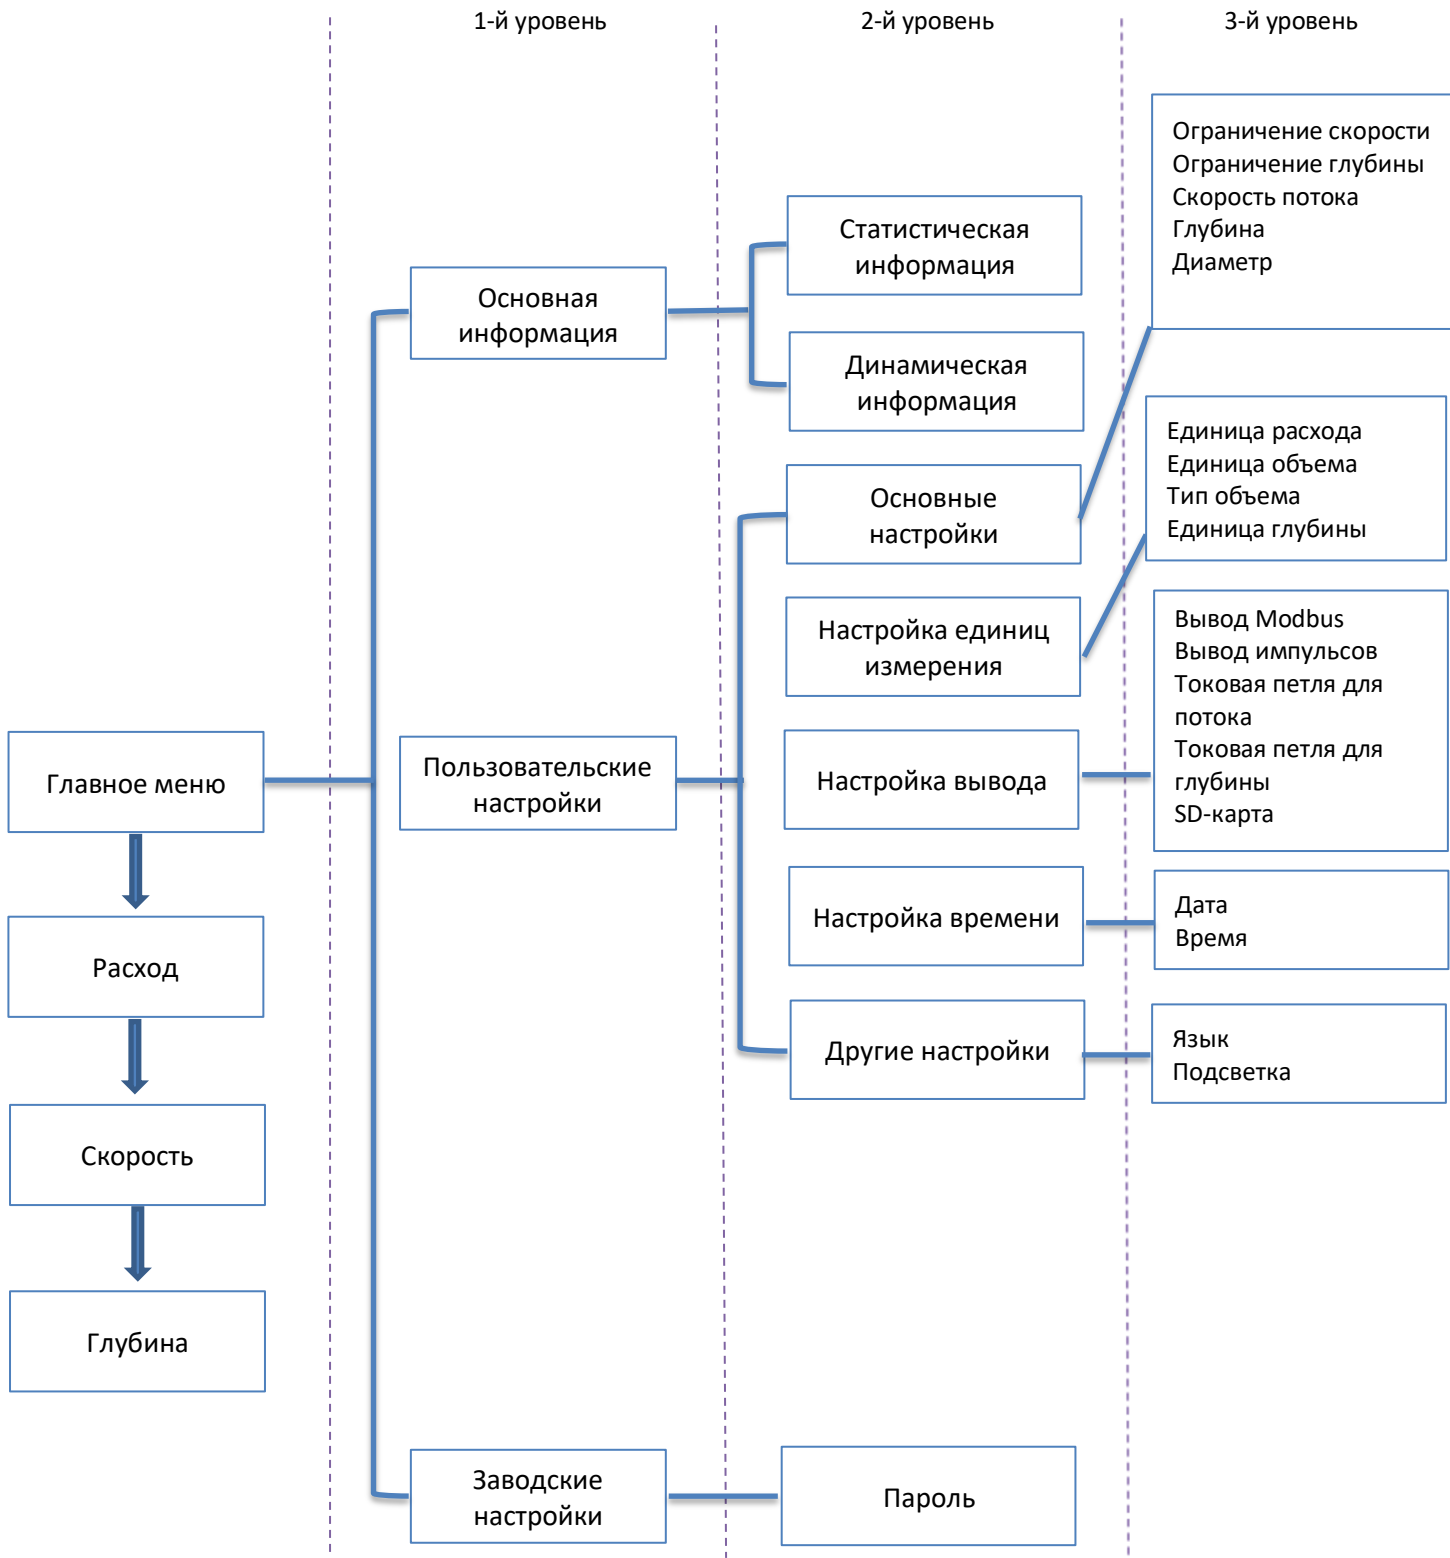 1-й уровень
2-й уровень
3-й уровень
Ограничение скорости
Ограничение глубины
Скорость потока
Глубина
Диаметр
Статистическая
информация
Основная
информация
Динамическая
информация
Единица расхода
Единица объема
Тип объема
Единица глубины
Основные
настройки
Настройка единиц
измерения
Вывод Modbus
Вывод импульсов
Токовая петля для
потока
Токовая петля для
глубины
SD-карта
Главное меню
Пользовательские
настройки
Настройка вывода
Настройка времени
Дата
Время
Расход
Другие настройки
Язык
Подсветка
Скорость
Глубина
Заводские
настройки
Пароль